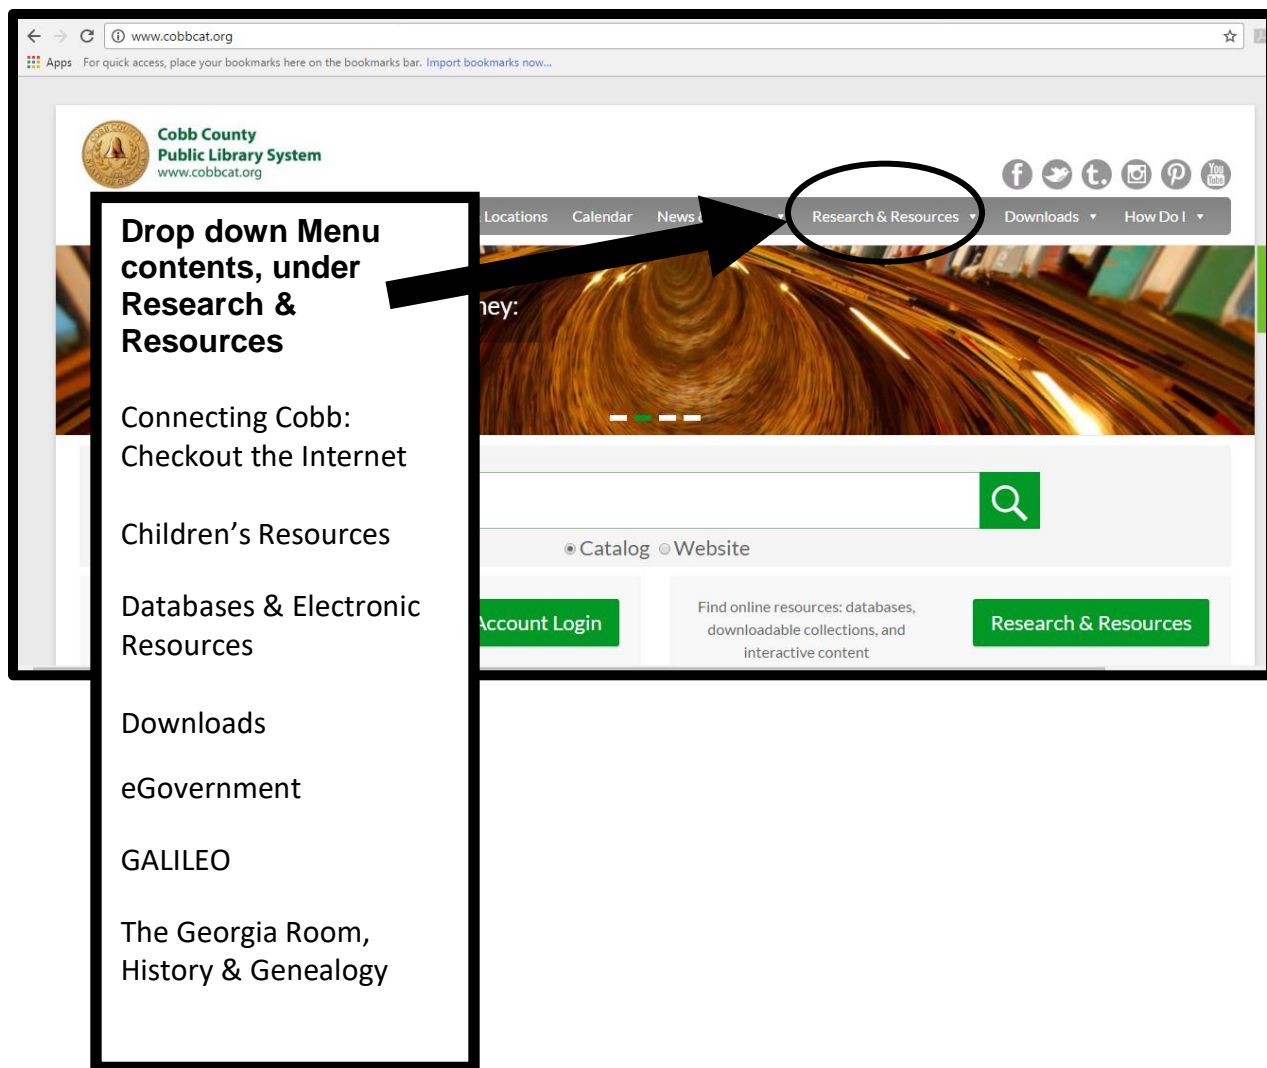 www.cobbcat.org
Apps For quick access, place your bookmarks here on the bookmarks bar. Import bookmarks now...
Cobb County
Public Library System
www.cobbcat.org
f t. You Tube
Locations Calendar News & Research & Resources Downloads How Do I
Drop down Menu
contents, under
Research &
Resources
Connecting Cobb:
Checkout the Internet
Children's Resources
Databases & Electronic
Resources
Downloads
eGovernment
GALILEO
The Georgia Room,
History & Genealogy
Catalog Website
Account Login
Find online resources: databases,
downloadable collections, and
interactive content
Research & Resources